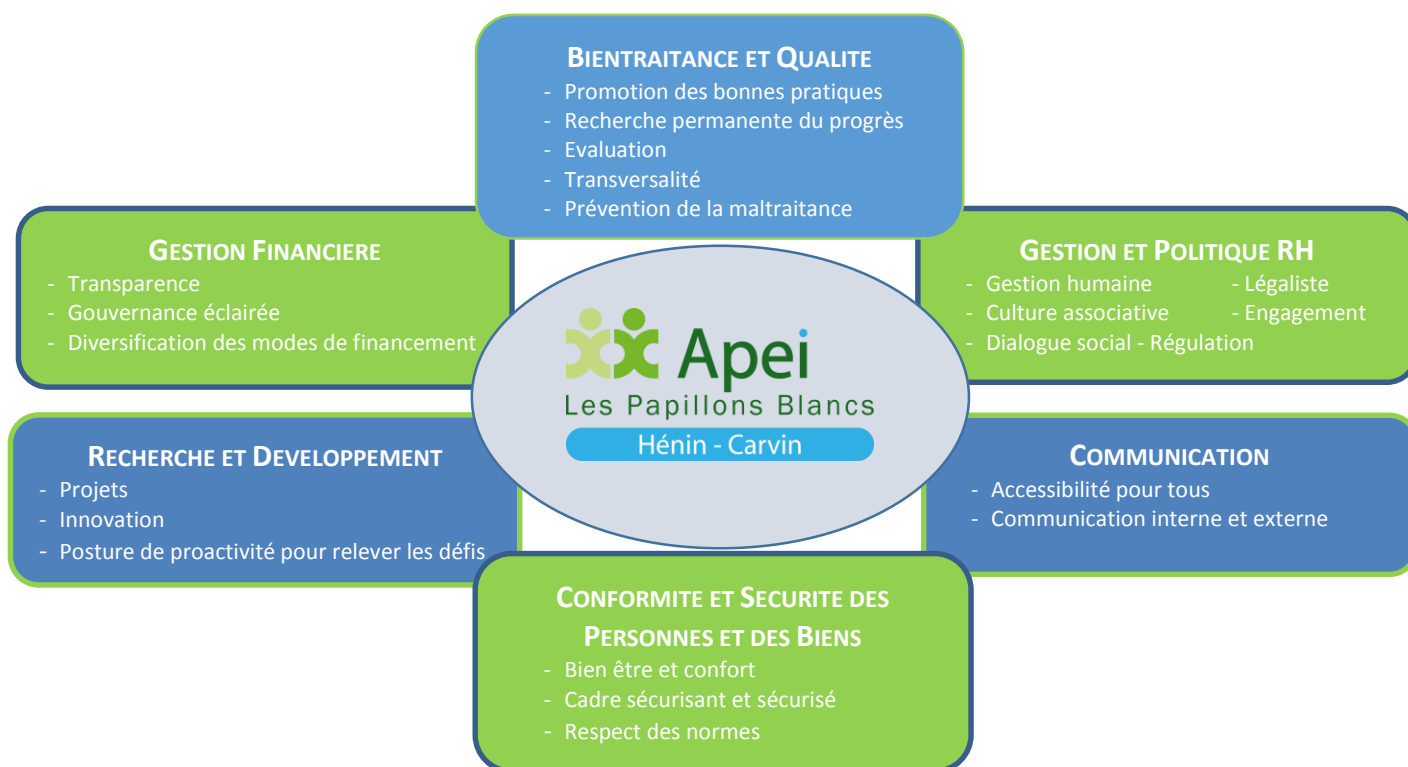 BIENTRAITANCE ET QUALITE
- Promotion des bonnes pratiques
- Recherche permanente du progrès
- Evaluation
- Transversalité
- Prévention de la maltraitance
GESTION FINANCIERE
- Transparence
- Gouvernance éclairée
- Diversification des modes de financement
GESTION ET POLITIQUE RH
- Gestion humaine - Légaliste
- Culture associative - Engagement
- Dialogue social - Régulation
Apei
Les Papillons Blancs
Hénin - Carvin
RECHERCHE ET DEVELOPPEMENT
- Projets
- Innovation
- Posture de proactivité pour relever les défis
COMMUNICATION
- Accessibilité pour tous
- Communication interne et externe
CONFORMITE ET SECURITE DES
PERSONNES ET DES BIENS
- Bien être et confort
- Cadre sécurisant et sécurisé
- Respect des normes